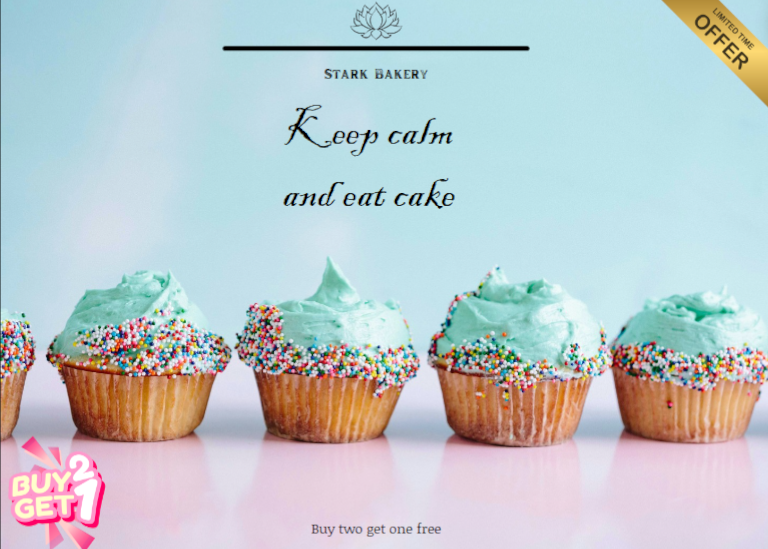 LIMITED TIME
OFFER
Stark Bakery
Keep calm
and eat cake
BUY 2
GET 1
Buy two get one free